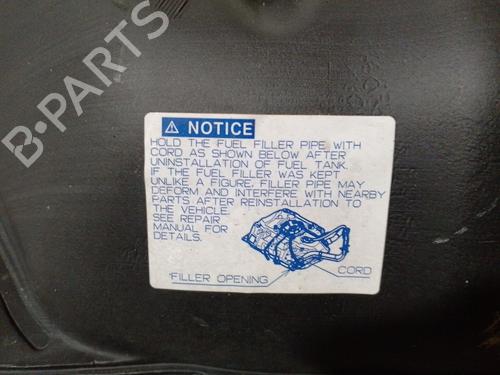 B-PARTS
⚠ NOTICE
HOLD THE FUEL FILLER PIPE WITH
CORD AS SHOWN BELOW AFTER
UNINSTALLATION OF FUEL TANK.
IF THE FUEL FILLER WAS KEPT
UNLIKE A FIGURE, FILLER PIPE MAY
DEFORM AND INTERFERE WITH NEARBY
PARTS AFTER REINSTALLATION TO
THE VEHICLE.
SEE REPAIR
MANUAL FOR
DETAILS.
FILLER OPENING
CORD
B-PARTS